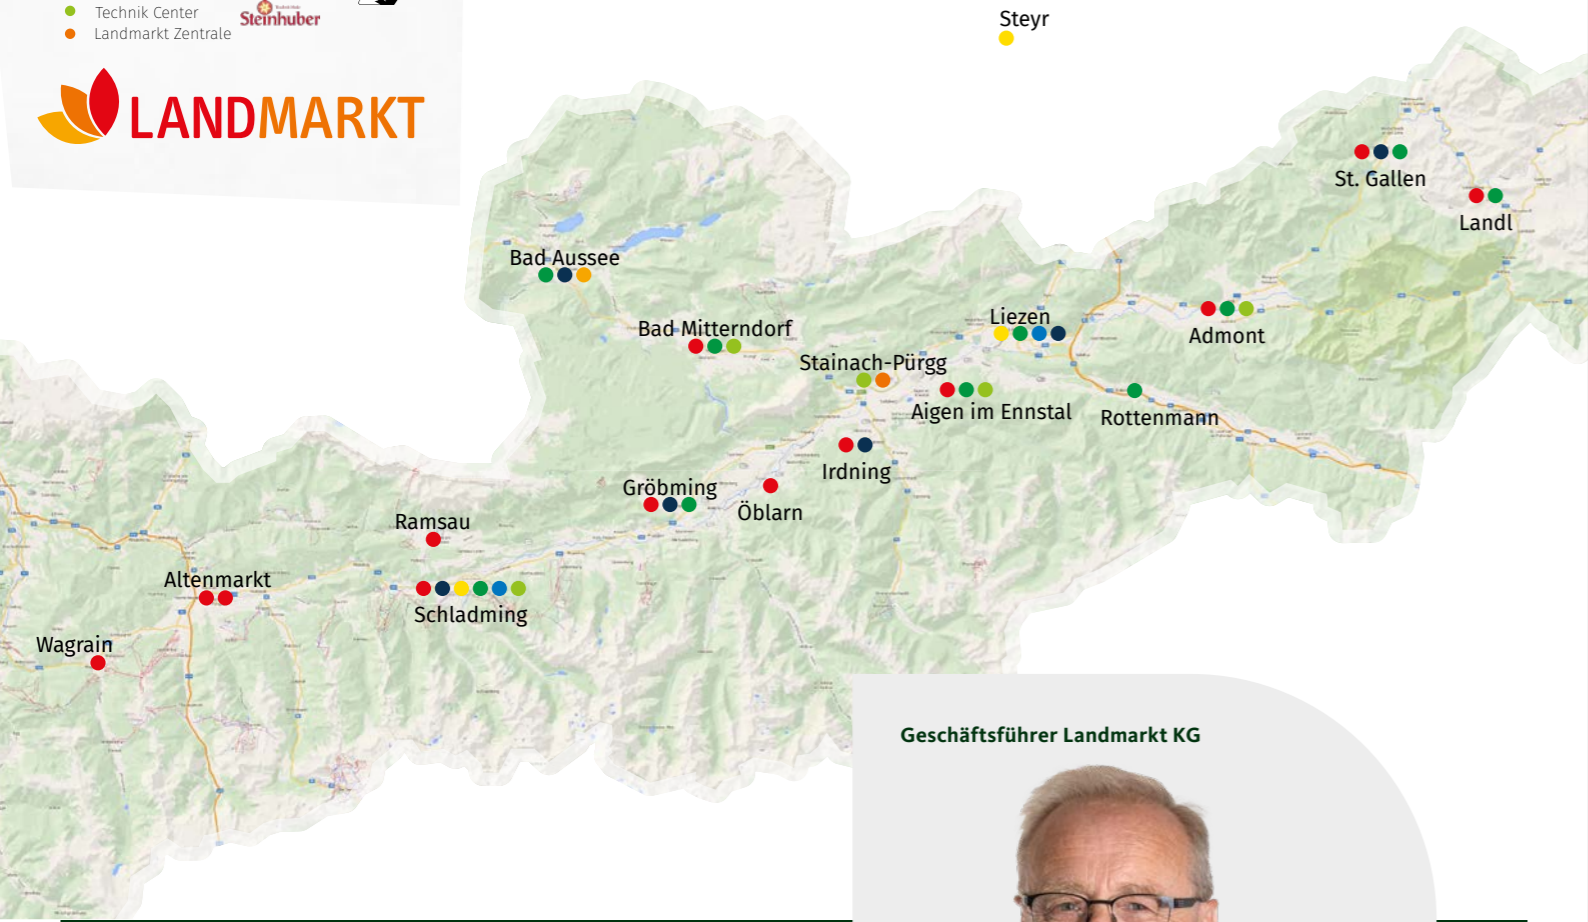 Technik Center
Steinhuber
Landmarkt Zentrale
LANDMARKT
Steyr
St. Gallen
Landl
Bad Aussee
Bad Mitterndorf
Liezen
Admont
Stainach-Pürgg
Aigen im Ennstal
Rottenmann
Irdning
Gröbming
Öblarn
Ramsau
Altenmarkt
Schladming
Wagrain
Geschäftsführer Landmarkt KG